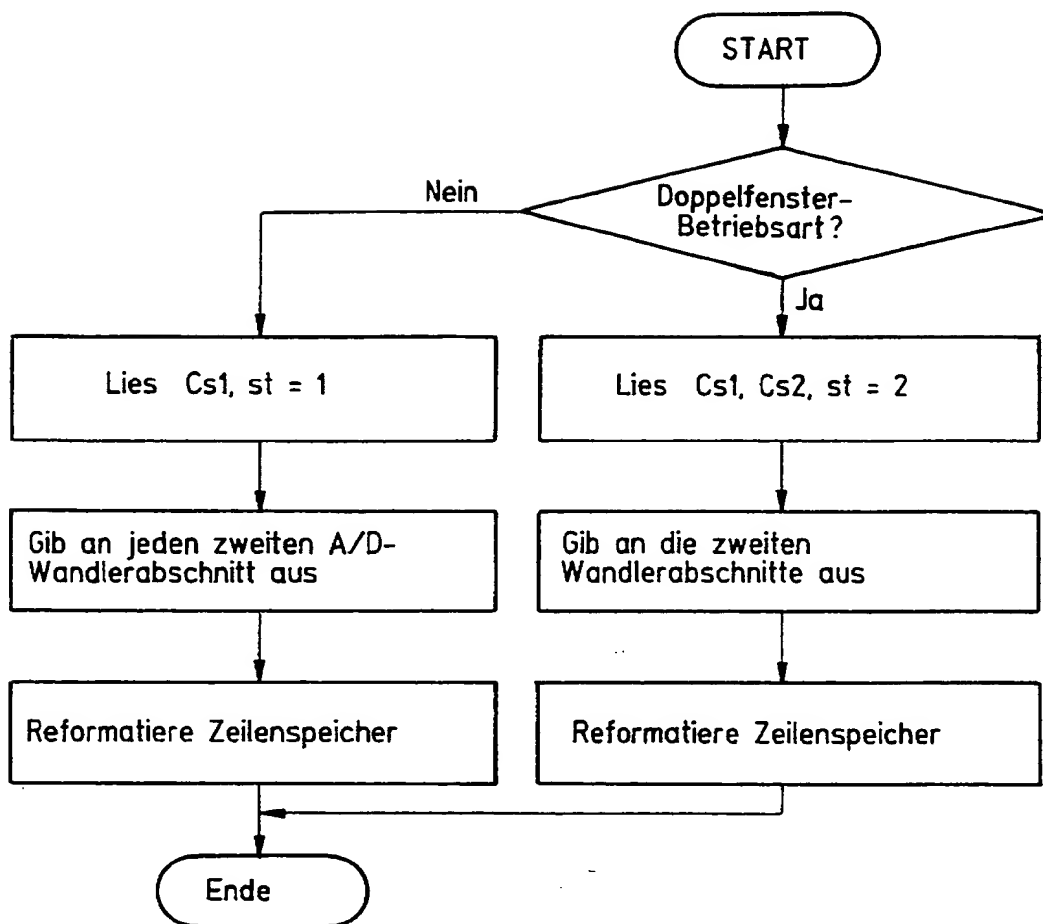 START
Doppelfenster-
Betriebsart?
Nein
Ja
Lies Cs1, st = 1
Lies Cs1, Cs2, st = 2
Gib an jeden zweiten A/D-
Wandlerabschnitt aus
Gib an die zweiten
Wandlerabschnitte aus
Reformatiere Zeilenspeicher
Reformatiere Zeilenspeicher
Ende